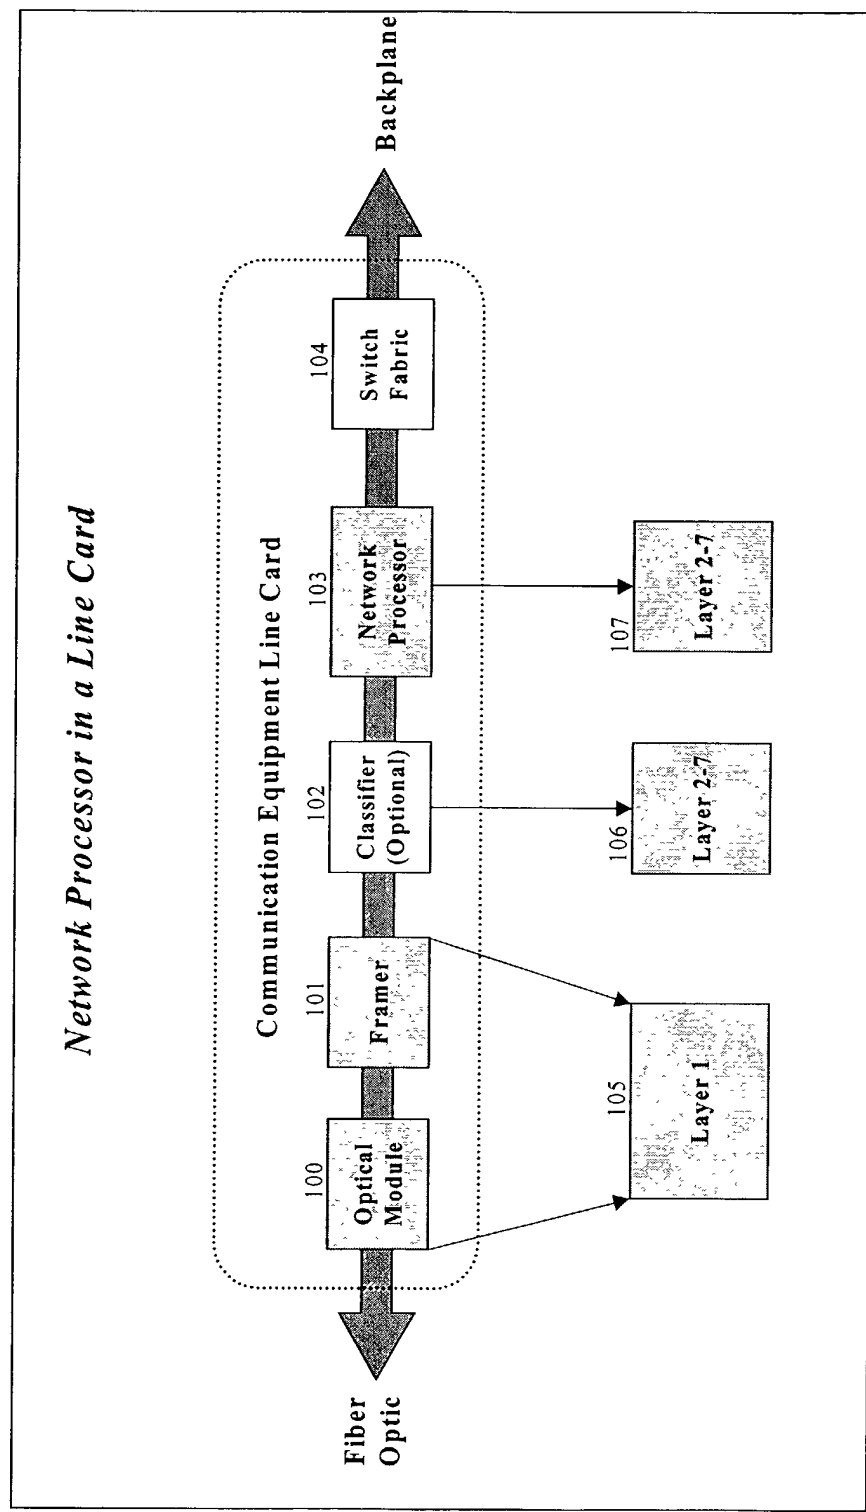 Network Processor in a Line Card
Communication Equipment Line Card
Fiber
Optic
100
Optical
Module
101
Framer
102
Classifier
(Optional)
103
Network
Processor
104
Switch
Fabric
Backplane
105
Layer 1
106
Layer 2-7
107
Layer 2-7